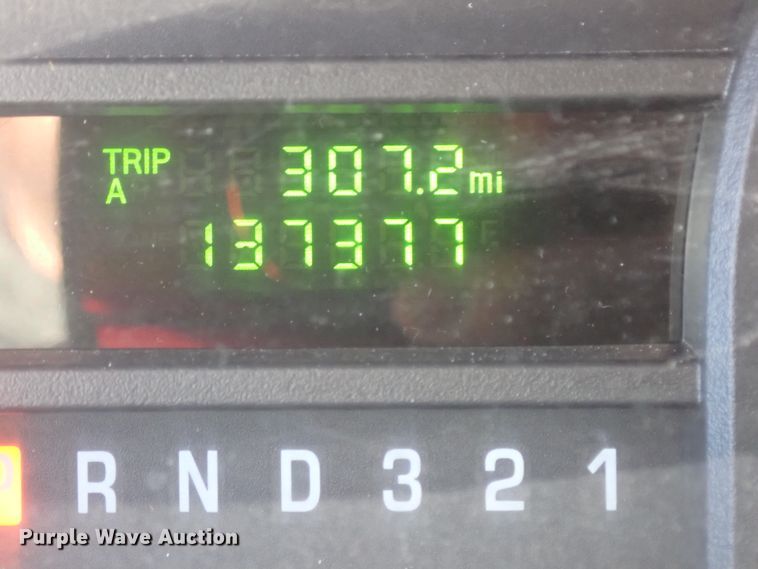 TRIP 307.2 mi
A
137377
P R N D 3 2 1
Purple Wave Auction